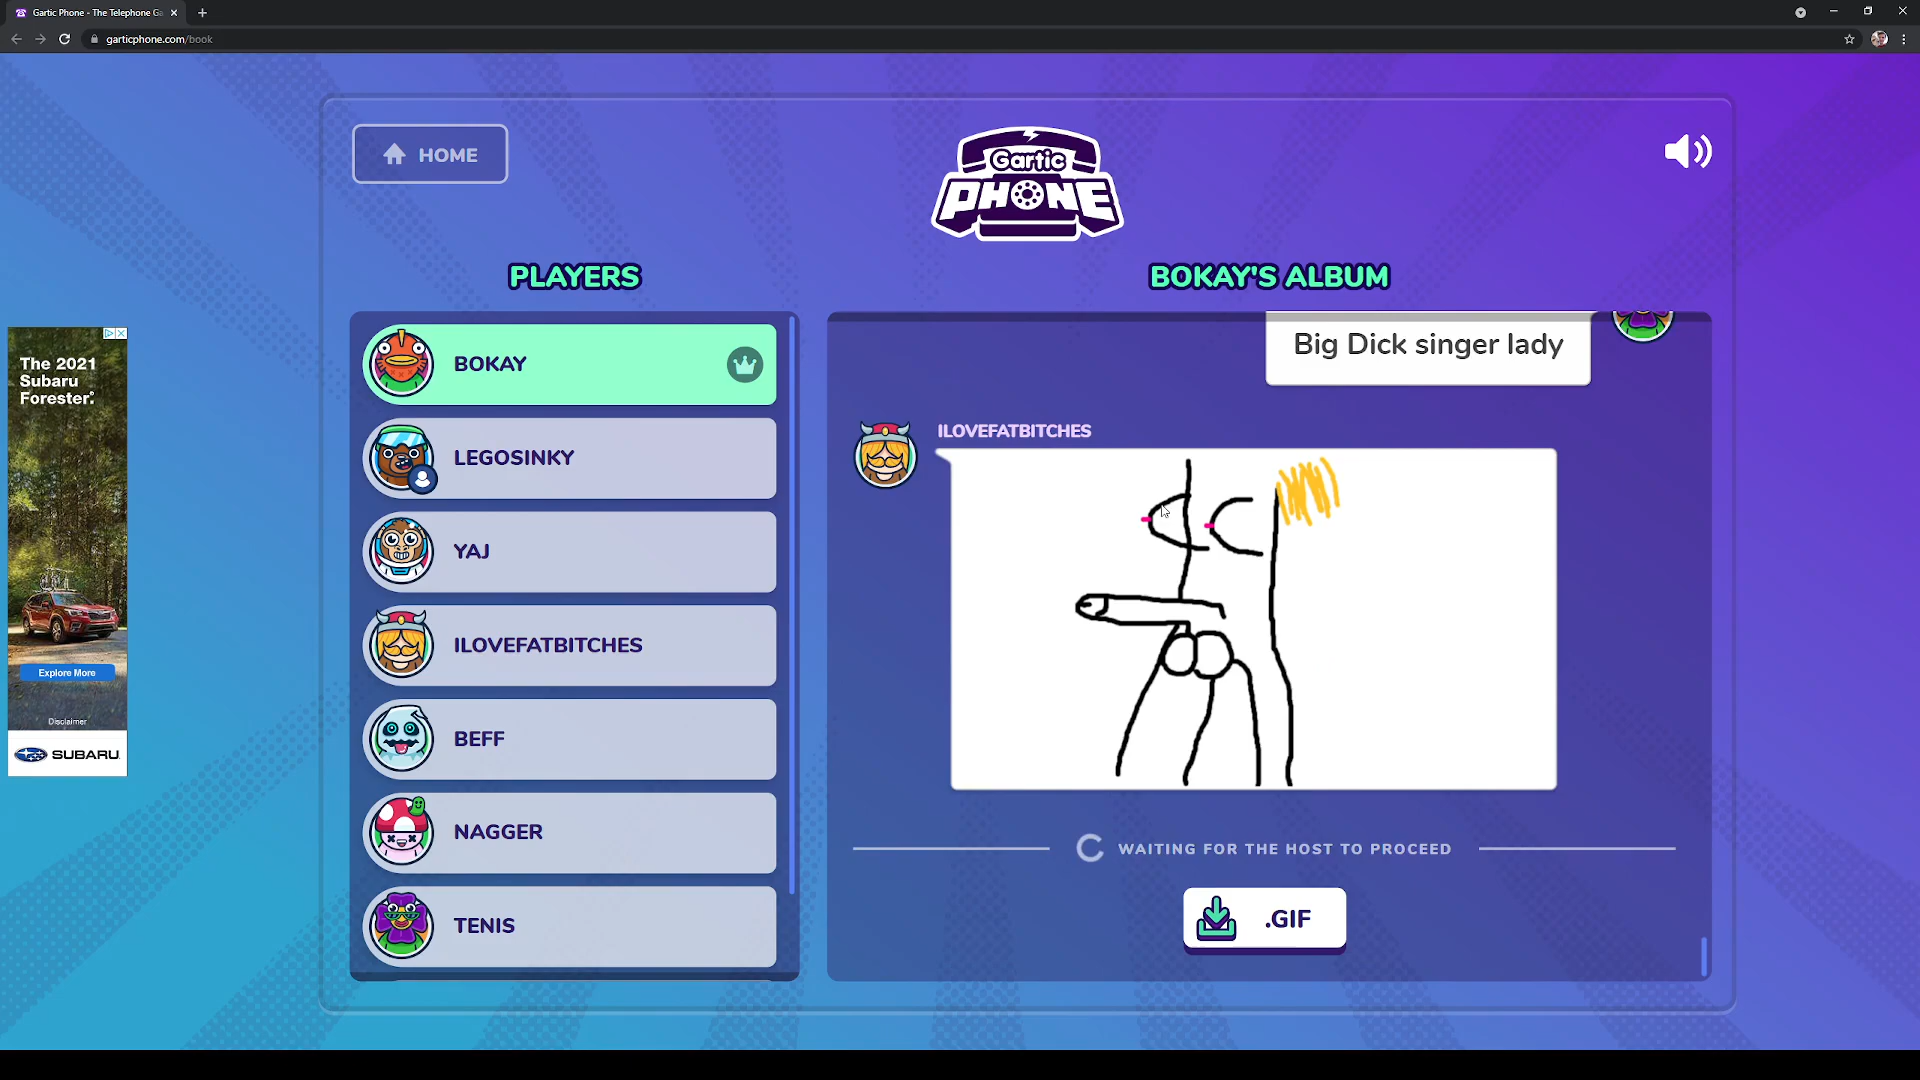 Gartic Phone - The Telephone Ga
garticphone.com/book
HOME
Gartic
PHONE
PLAYERS
BOKAY'S ALBUM
BOKAY
LEGOSINKY
YAJ
ILOVEFATBITCHES
BEFF
NAGGER
TENIS
Big Dick singer lady
ILOVEFATBITCHES
WAITING FOR THE HOST TO PROCEED
.GIF
The 2021
Subaru
Forester®
Explore More
Disclaimer
SUBARU